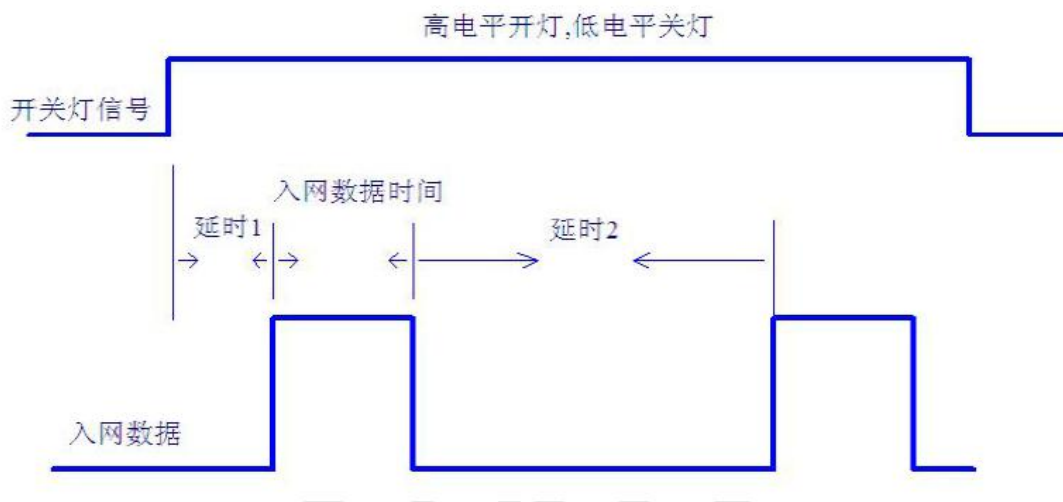 高电平开灯,低电平关灯
开关灯信号
入网数据时间
延时1
延时2
入网数据